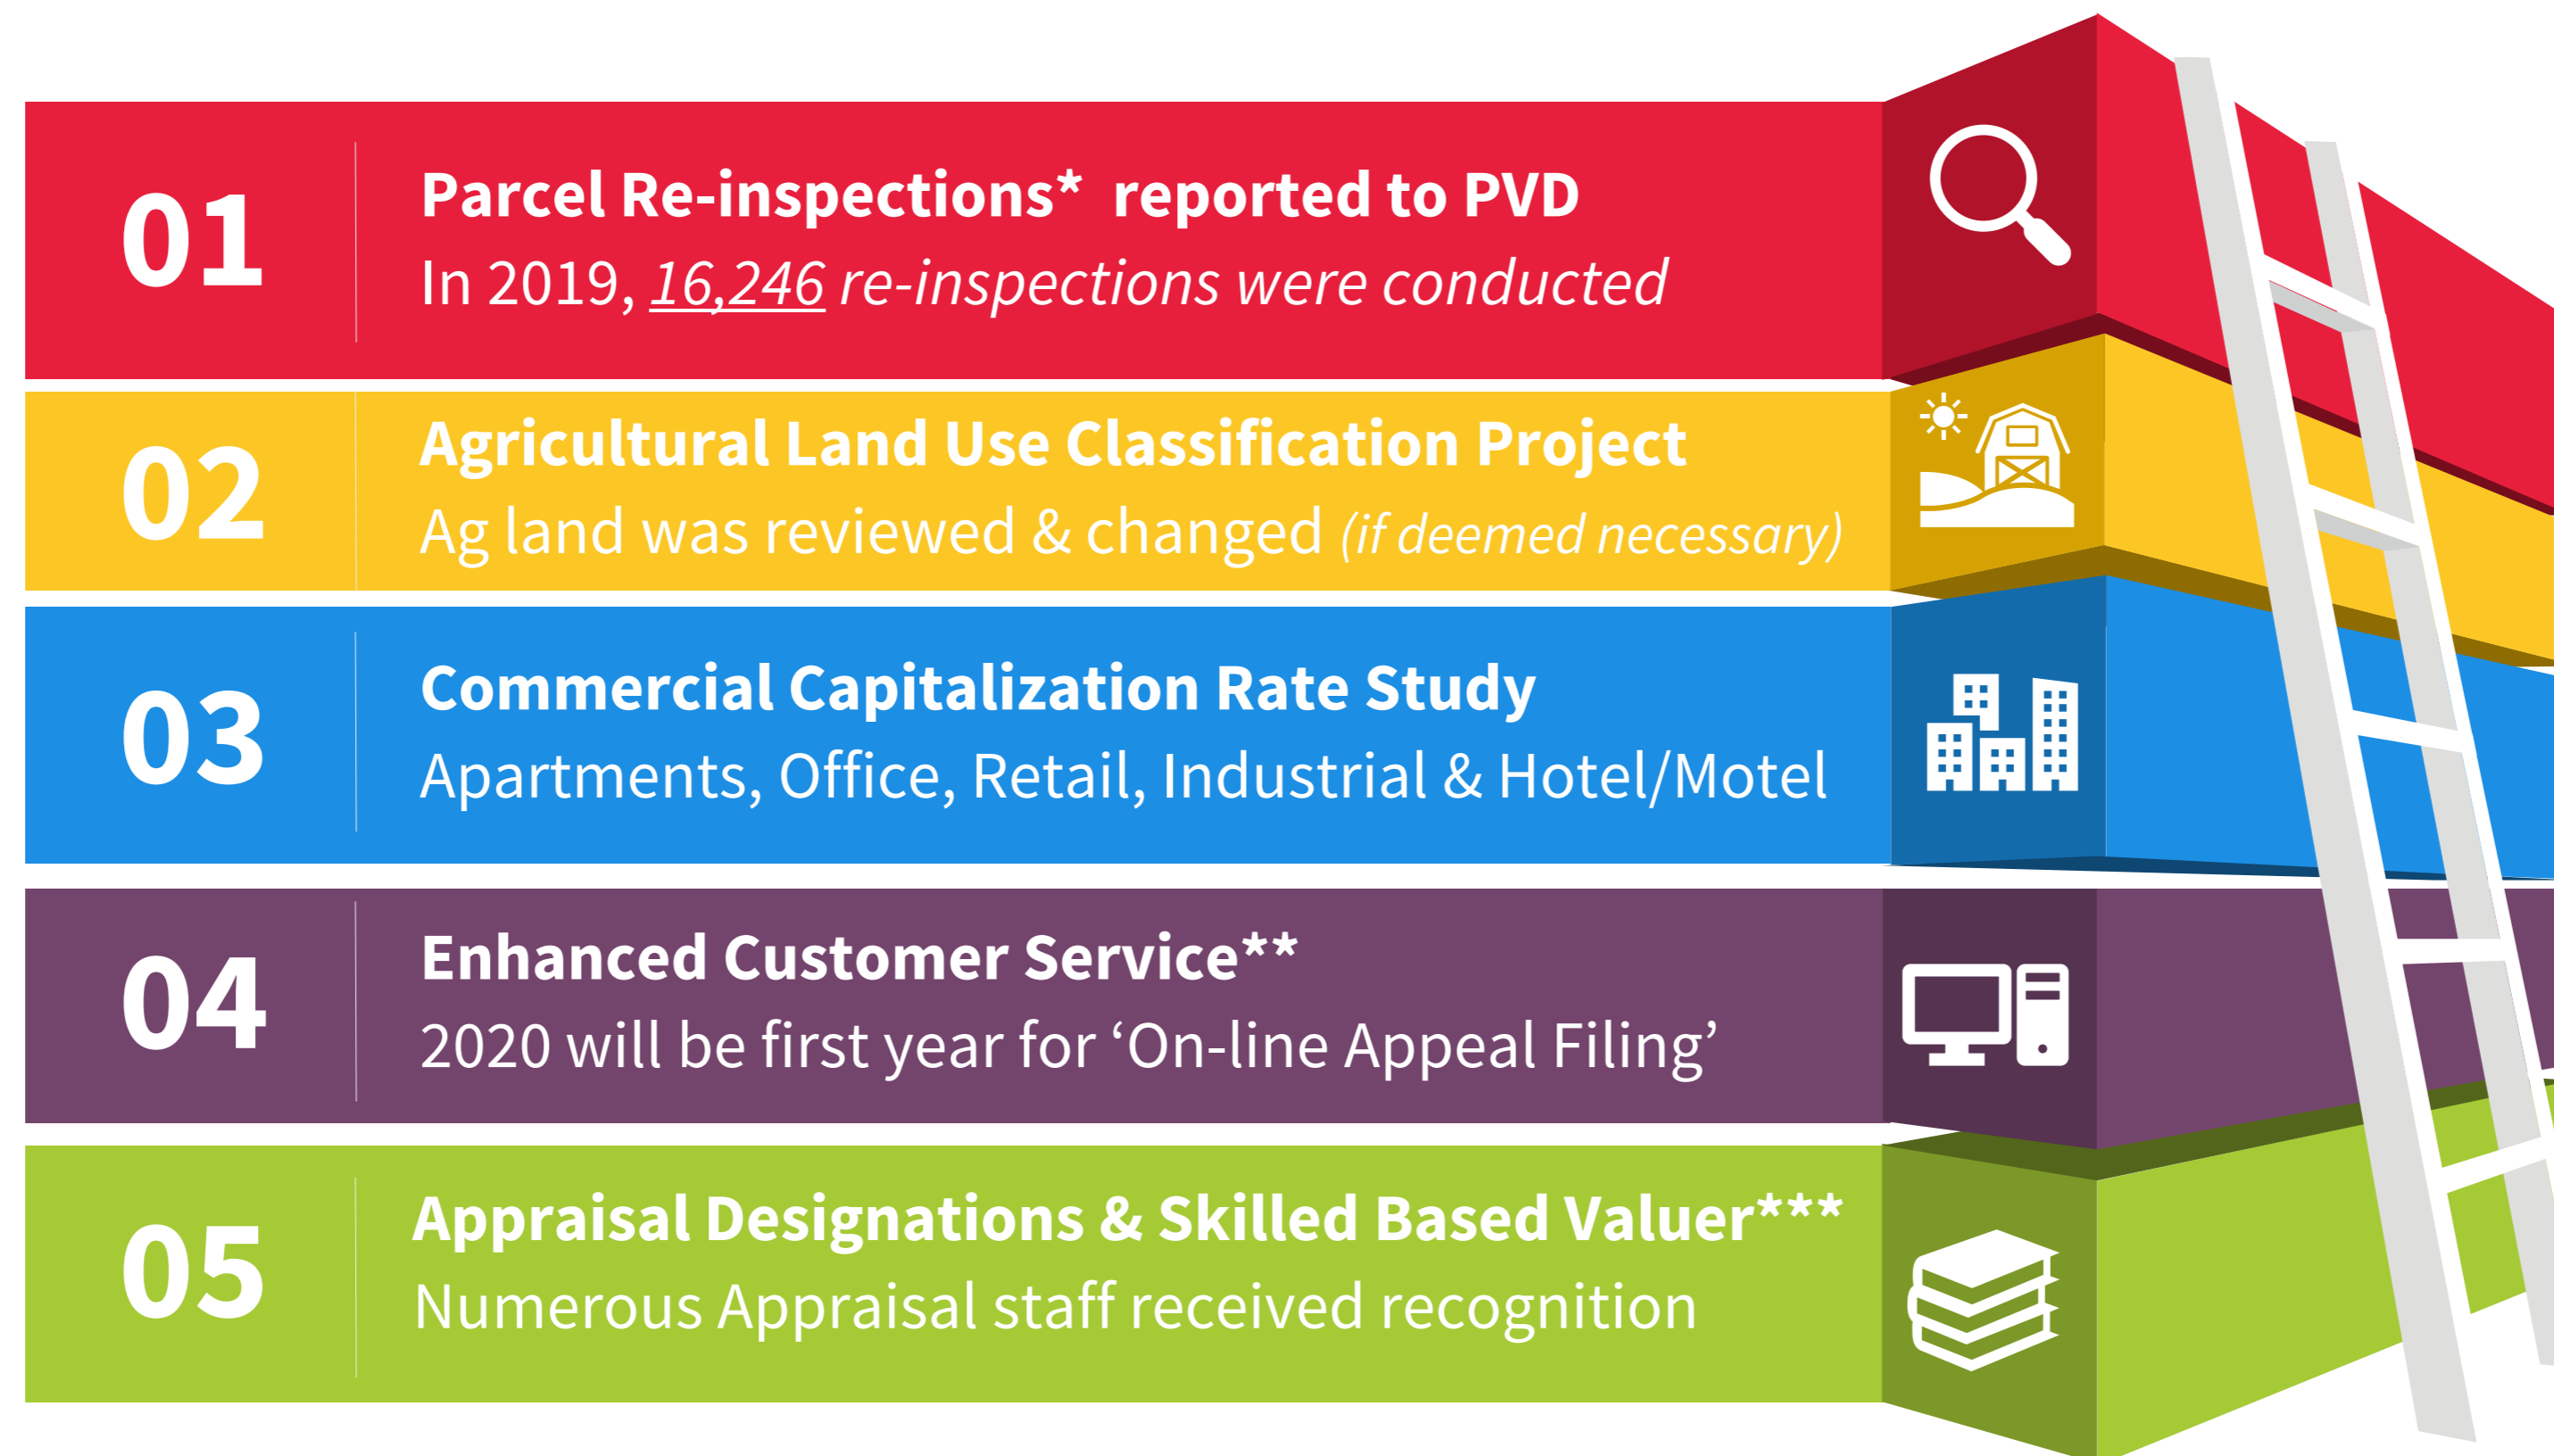 01
Parcel Re-inspections* reported to PVD
In 2019, 16,246 re-inspections were conducted
02
Agricultural Land Use Classification Project
Ag land was reviewed & changed (if deemed necessary)
03
Commercial Capitalization Rate Study
Apartments, Office, Retail, Industrial & Hotel/Motel
04
Enhanced Customer Service**
2020 will be first year for ‘On-line Appeal Filing’
05
Appraisal Designations & Skilled Based Valuer***
Numerous Appraisal staff received recognition